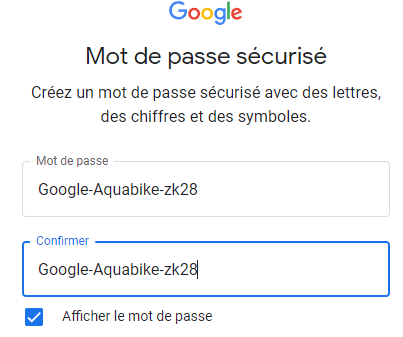 Google
Mot de passe sécurisé
Créez un mot de passe sécurisé avec des lettres,
des chiffres et des symboles.
Mot de passe
Google-Aquabike-zk28
Confirmer
Google-Aquabike-zk28
Afficher le mot de passe